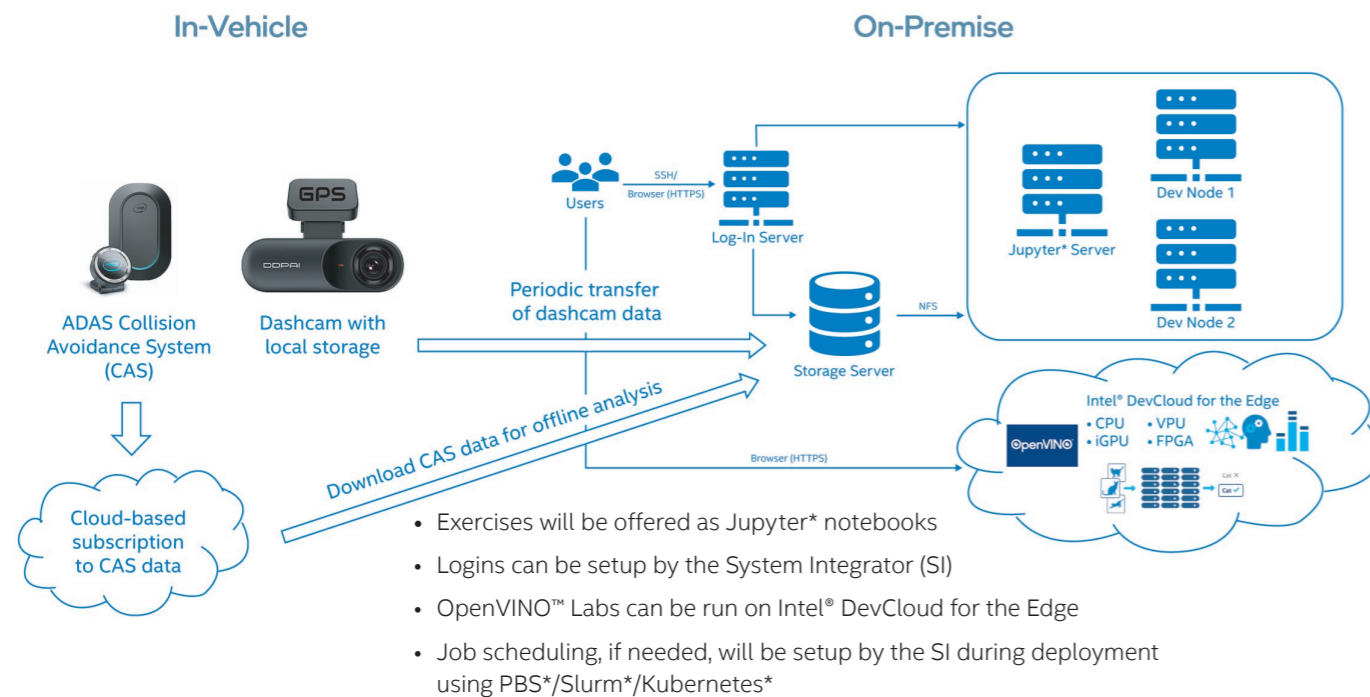 In-Vehicle
On-Premise
GPS
DDPAI
ADAS Collision
Avoidance System
(CAS)
Dashcam with
local storage
Cloud-based
subscription
to CAS data
Users
SSH/
Browser (HTTPS)
Log-In Server
Periodic transfer
of dashcam data
Download CAS data for offline analysis
Storage Server
NFS
Jupyter* Server
Dev Node 1
Dev Node 2
Browser (HTTPS)
Intel® DevCloud for the Edge
OpenVINO
• CPU
• VPU
• iGPU
• FPGA
Cat ✕
Cat ✓
• Exercises will be offered as Jupyter* notebooks
• Logins can be setup by the System Integrator (SI)
• OpenVINO™ Labs can be run on Intel® DevCloud for the Edge
• Job scheduling, if needed, will be setup by the SI during deployment
using PBS*/Slurm*/Kubernetes*